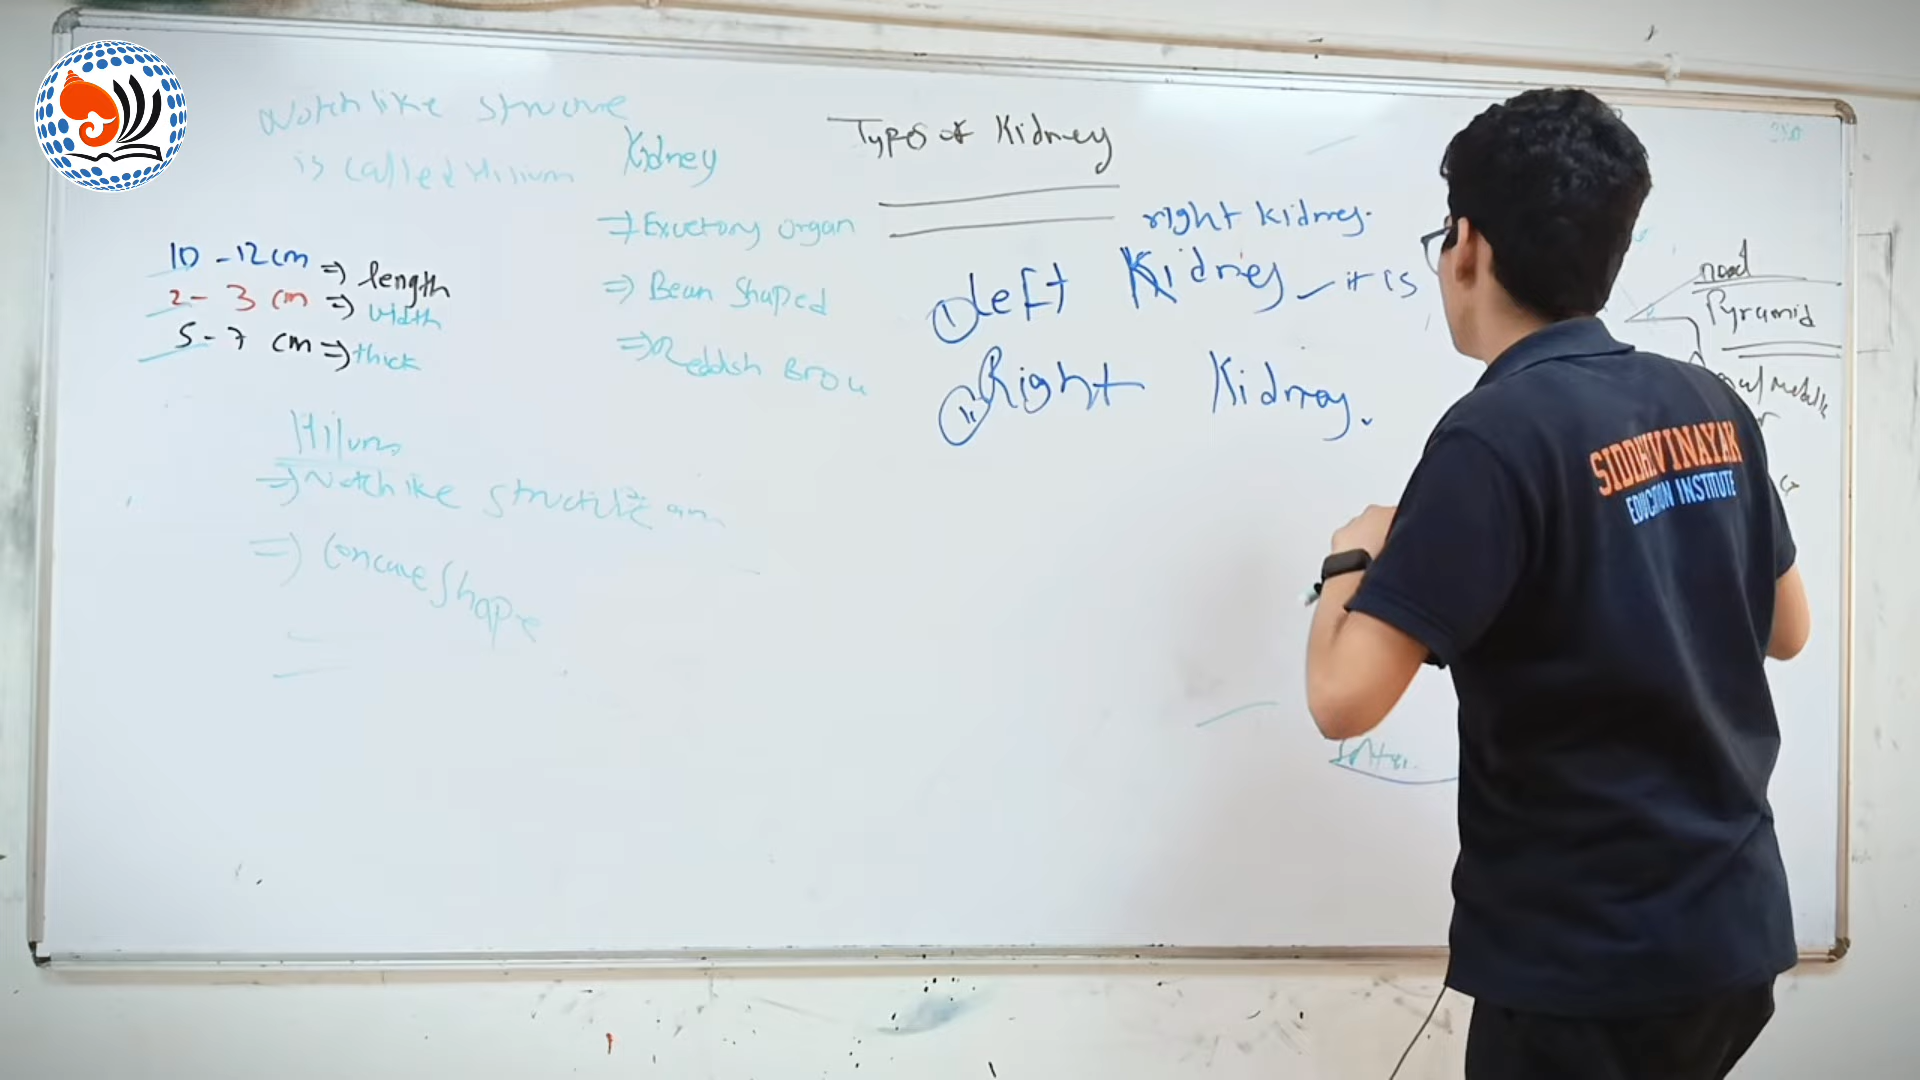 Notch like structure
is called Hilium
Kidney
=> Excretory organ
=> Bean Shaped
=> Reddish Brow
10 - 12 cm => length
2 - 3 cm => width
5 - 7 cm => thick
Hilum
=> Notch like structure
=> Concave Shape
Types of Kidney
right kidney.
① Left Kidney - it is
② Right Kidney.
Pyramid
SIDDHIVINAYAK
EDUCATION INSTITUTE